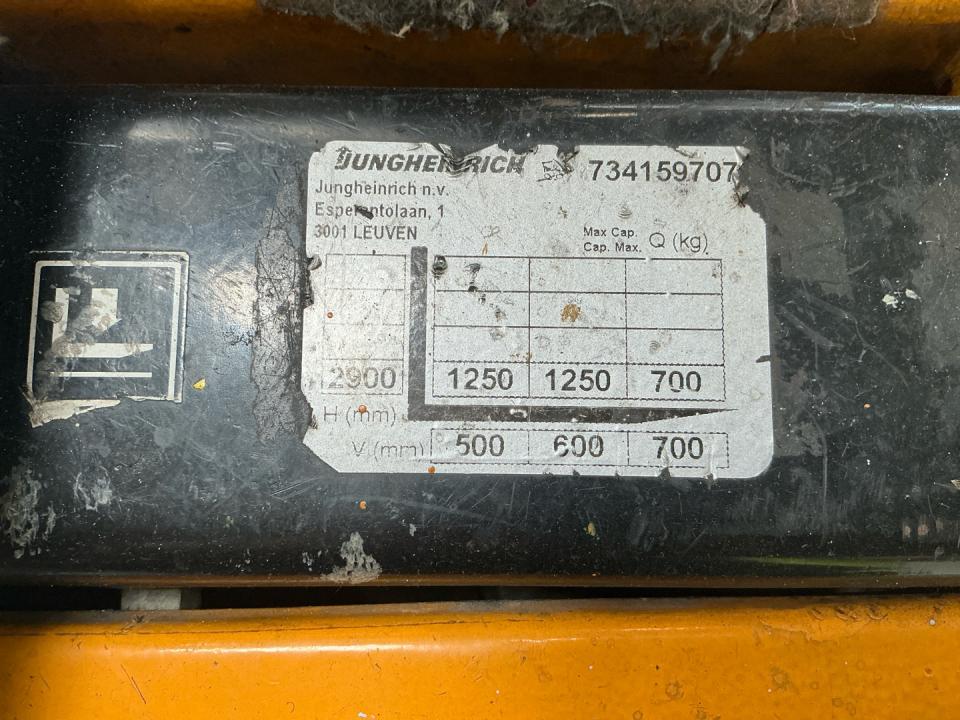 JUNGHEINRICH 734159707
Jungheinrich n.v.
Esperantolaan, 1
3001 LEUVEN
Max Cap.
Cap. Max. Q (kg)
2900 1250 1250 700
H (mm)
V (mm) 500 600 700